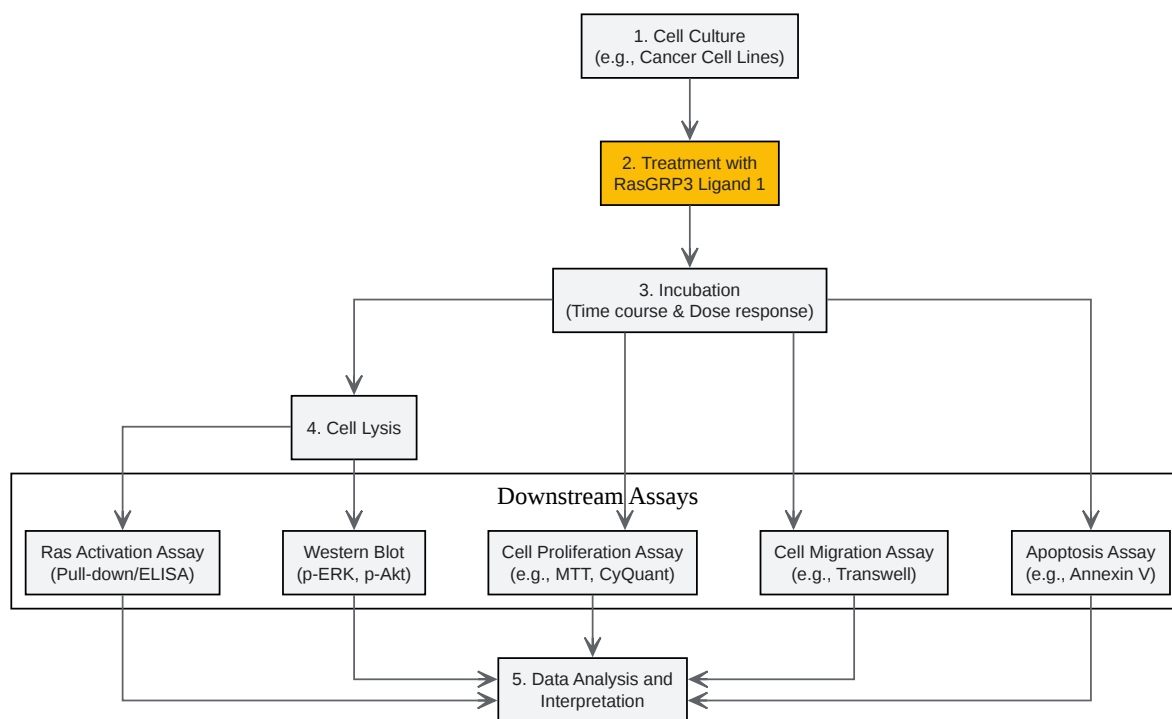 1. Cell Culture
(e.g., Cancer Cell Lines)
2. Treatment with
RasGRP3 Ligand 1
3. Incubation
(Time course & Dose response)
4. Cell Lysis
Downstream Assays
Ras Activation Assay
(Pull-down/ELISA)
Western Blot
(p-ERK, p-Akt)
Cell Proliferation Assay
(e.g., MTT, CyQuant)
Cell Migration Assay
(e.g., Transwell)
Apoptosis Assay
(e.g., Annexin V)
5. Data Analysis and
Interpretation